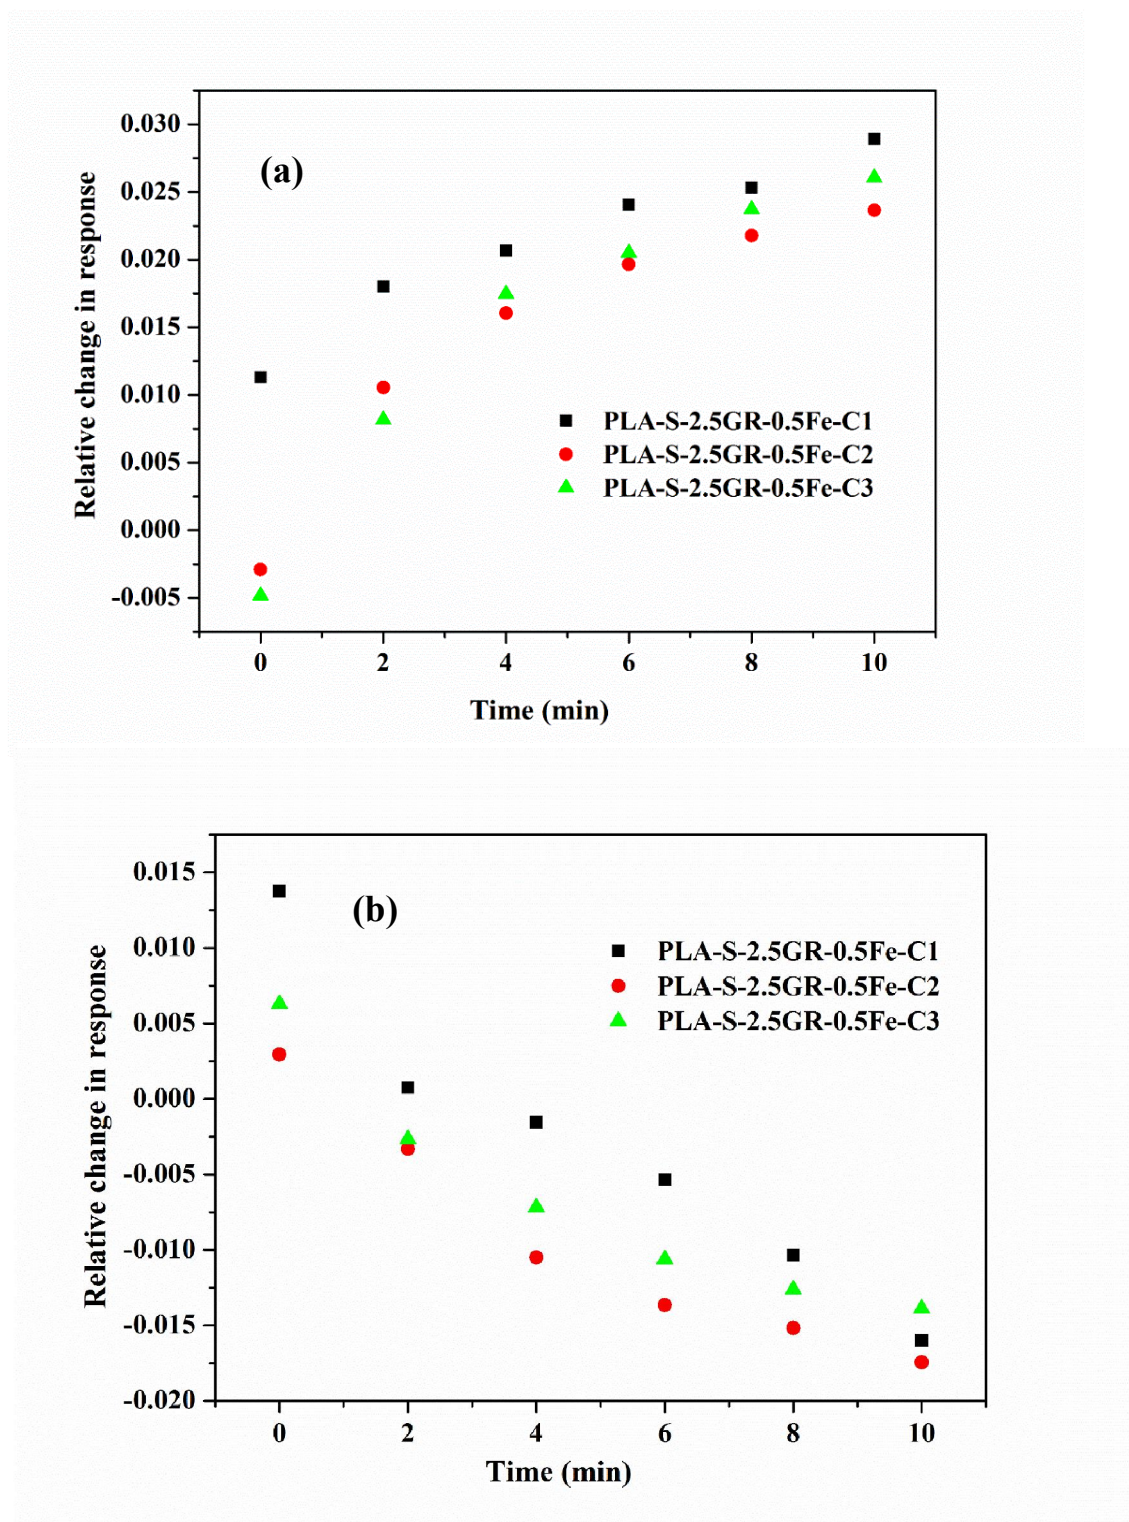 (a)
Relative change in response
0.030
0.025
0.020
0.015
0.010
0.005
0.000
-0.005
PLA-S-2.5GR-0.5Fe-C1
PLA-S-2.5GR-0.5Fe-C2
PLA-S-2.5GR-0.5Fe-C3
0 2 4 6 8 10
Time (min)
(b)
Relative change in response
0.015
0.010
0.005
0.000
-0.005
-0.010
-0.015
-0.020
PLA-S-2.5GR-0.5Fe-C1
PLA-S-2.5GR-0.5Fe-C2
PLA-S-2.5GR-0.5Fe-C3
0 2 4 6 8 10
Time (min)